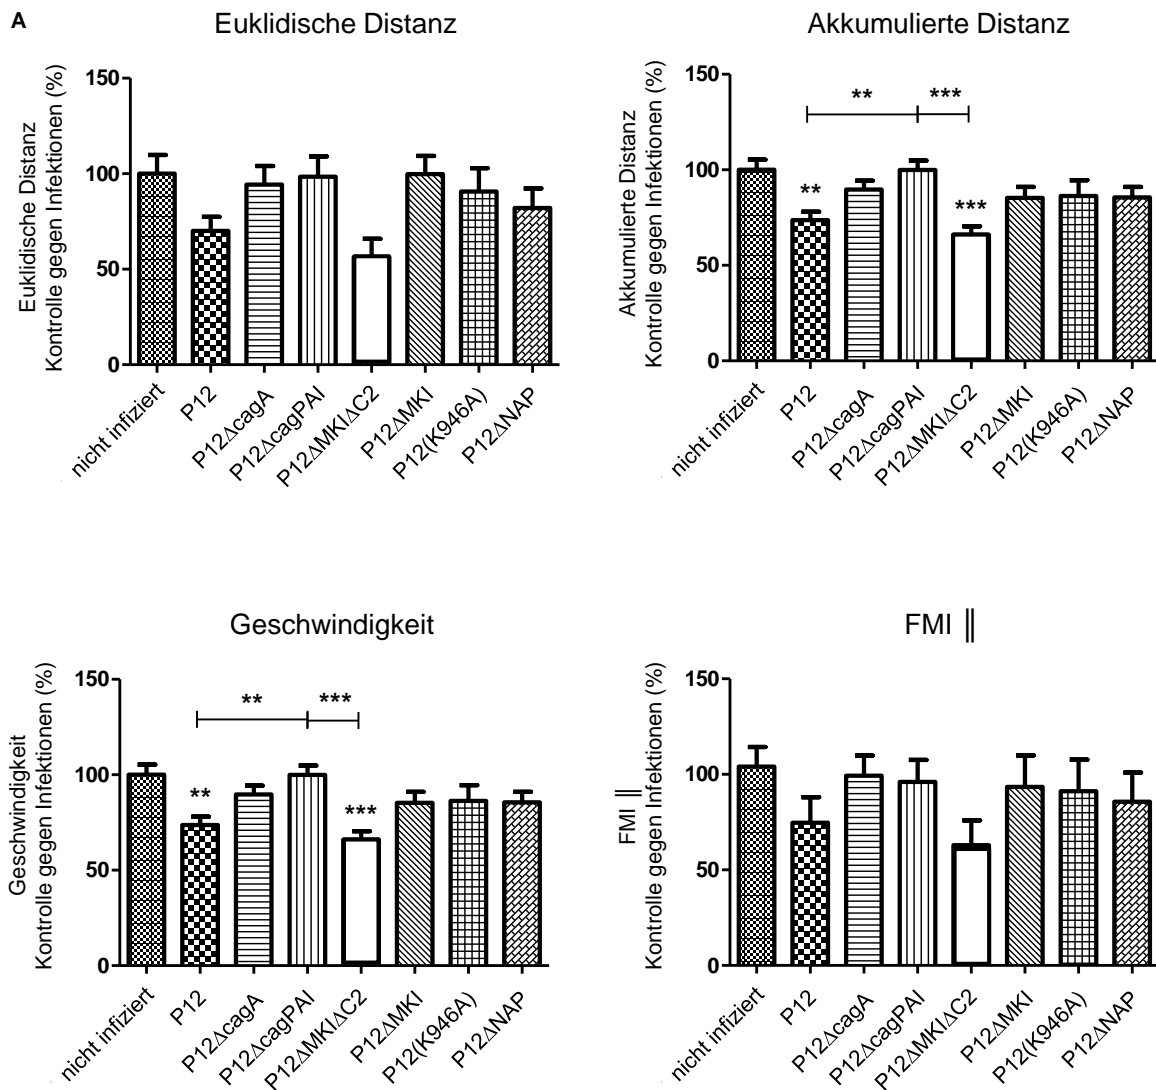 A
Euklidische Distanz
Euklidische Distanz
Kontrolle gegen Infektionen (%)
150
100
50
0
nicht infiziert
P12
P12ΔcagA
P12ΔcagPAI
P12ΔMKIΔC2
P12ΔMKI
P12(K946A)
P12ΔNAP
Akkumulierte Distanz
Akkumulierte Distanz
Kontrolle gegen Infektionen (%)
150
100
50
0
** ***
**
***
nicht infiziert
P12
P12ΔcagA
P12ΔcagPAI
P12ΔMKIΔC2
P12ΔMKI
P12(K946A)
P12ΔNAP
Geschwindigkeit
Geschwindigkeit
Kontrolle gegen Infektionen (%)
150
100
50
0
** ***
**
***
nicht infiziert
P12
P12ΔcagA
P12ΔcagPAI
P12ΔMKIΔC2
P12ΔMKI
P12(K946A)
P12ΔNAP
FMI ‖
FMI ‖
Kontrolle gegen Infektionen (%)
150
100
50
0
nicht infiziert
P12
P12ΔcagA
P12ΔcagPAI
P12ΔMKIΔC2
P12ΔMKI
P12(K946A)
P12ΔNAP